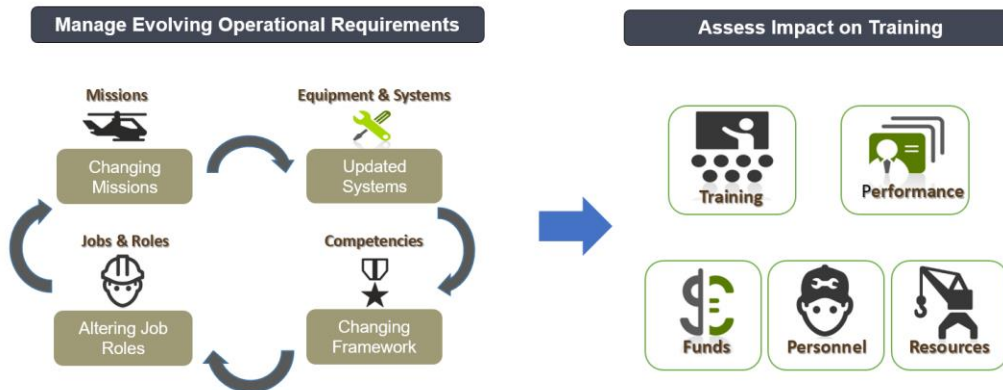 Manage Evolving Operational Requirements
Assess Impact on Training
Missions
Changing
Missions
Equipment & Systems
Updated
Systems
Jobs & Roles
Altering Job
Roles
Competencies
Changing
Framework
Training
Performance
Funds
Personnel
Resources